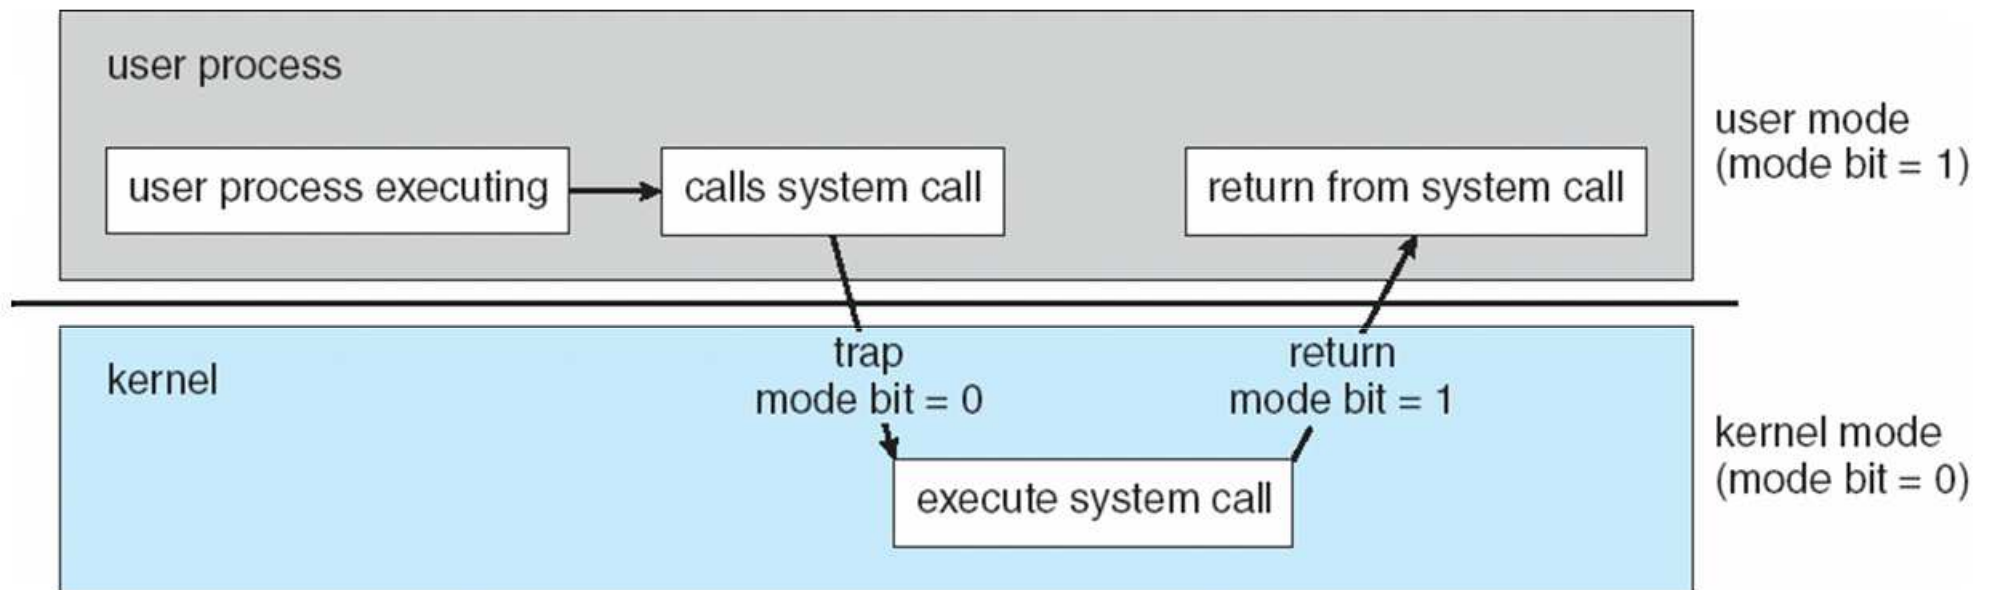 user process
user process executing
calls system call
return from system call
user mode
(mode bit = 1)
kernel
trap
mode bit = 0
return
mode bit = 1
execute system call
kernel mode
(mode bit = 0)